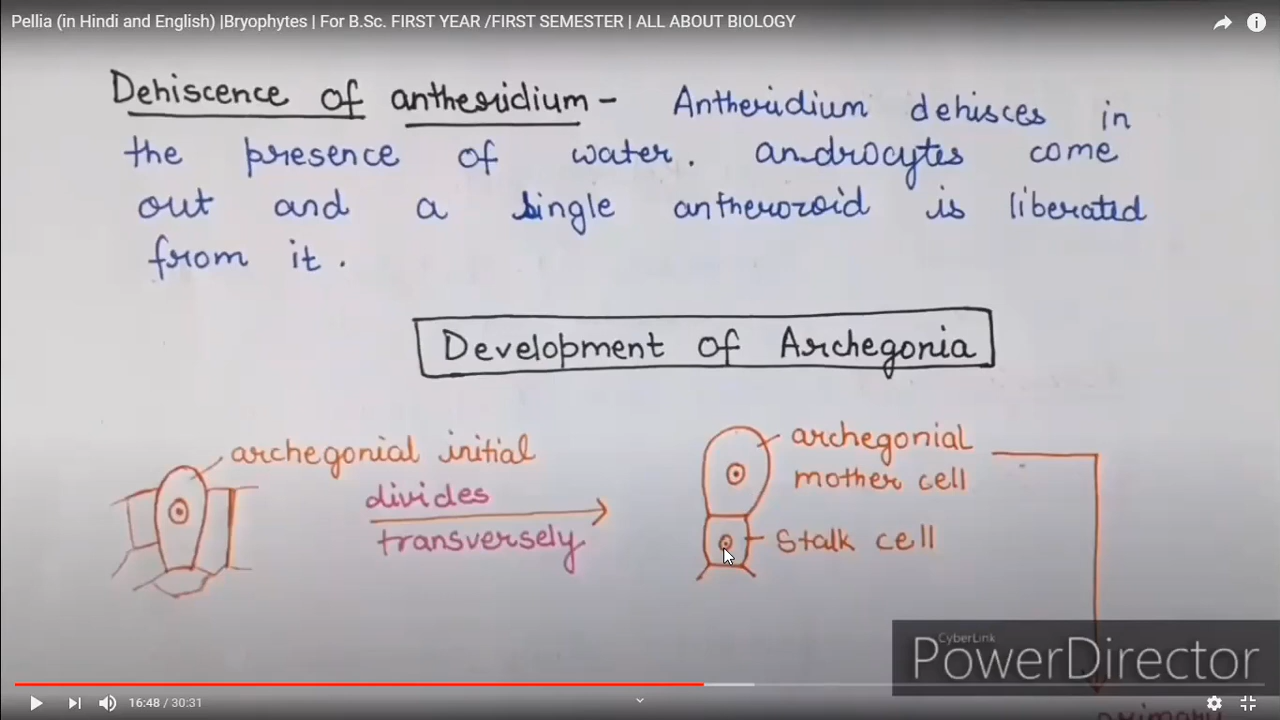 Pellia (in Hindi and English) |Bryophytes | For B.Sc. FIRST YEAR /FIRST SEMESTER | ALL ABOUT BIOLOGY
Dehiscence of antheridium - Antheridium dehisces in
the presence of water. androcytes come
out and a single antherozoid is liberated
from it.
Development of Archegonia
archegonial initial
divides
transversely
archegonial
mother cell
Stalk cell
CyberLink
PowerDirector
16:48 / 30:31